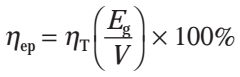 η_ep = η_T (E_g / V) × 100%